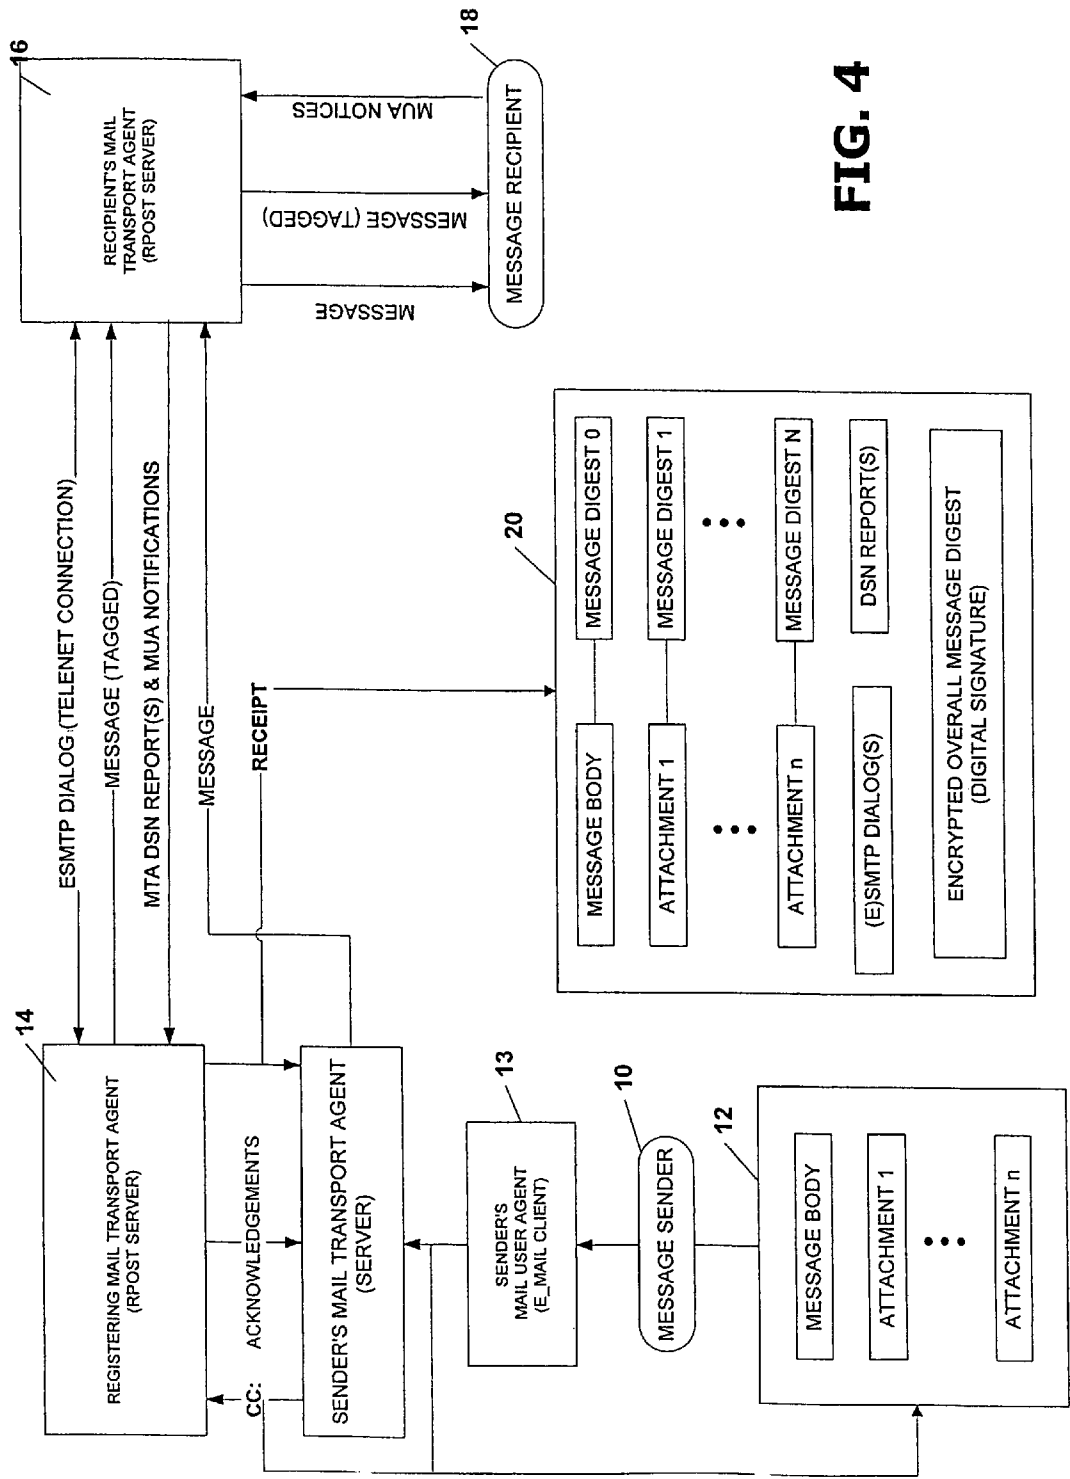 14
REGISTERING MAIL TRANSPORT AGENT
(RPOST SERVER)
ESMTP DIALOG (TELENET CONNECTION)
MESSAGE (TAGGED)
MTA DSN REPORT(S) & MUA NOTIFICATIONS
MESSAGE
RECEIPT
16
RECIPIENT'S MAIL
TRANSPORT AGENT
(RPOST SERVER)
MESSAGE
MESSAGE (TAGGED)
MUA NOTICES
18
MESSAGE RECIPIENT
CC:
ACKNOWLEDGEMENTS
SENDER'S MAIL TRANSPORT AGENT
(SERVER)
13
SENDER'S
MAIL USER AGENT
(E_MAIL CLIENT)
10
MESSAGE SENDER
12
MESSAGE BODY
ATTACHMENT 1
ATTACHMENT n
20
MESSAGE BODY
MESSAGE DIGEST 0
ATTACHMENT 1
MESSAGE DIGEST 1
ATTACHMENT n
MESSAGE DIGEST N
(E)SMTP DIALOG(S)
DSN REPORT(S)
ENCRYPTED OVERALL MESSAGE DIGEST
(DIGITAL SIGNATURE)
FIG. 4